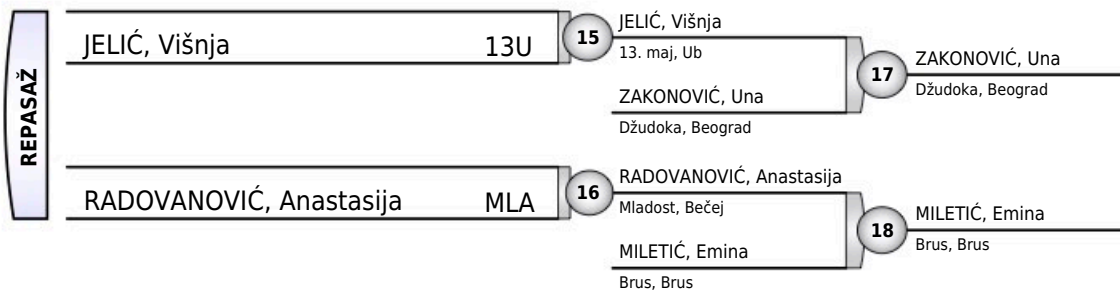 REPASAŽ
JELIĆ, Višnja 13U
15
JELIĆ, Višnja
13. maj, Ub
ZAKONOVIĆ, Una
Džudoka, Beograd
17
ZAKONOVIĆ, Una
Džudoka, Beograd
RADOVANOVIĆ, Anastasija MLA
16
RADOVANOVIĆ, Anastasija
Mladost, Bečej
MILETIĆ, Emina
Brus, Brus
18
MILETIĆ, Emina
Brus, Brus